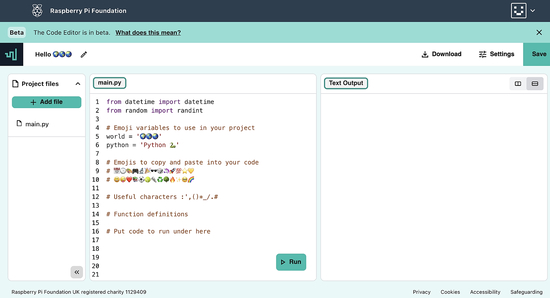 Raspberry Pi Foundation
Beta
The Code Editor is in beta. What does this mean?
Hello 🌍🌎🌏
Download
Settings
Save
Project files
+ Add file
main.py
main.py
1 from datetime import datetime
2 from random import randint
3
4 # Emoji variables to use in your project
5 world = '🌍🌎🌏'
6 python = 'Python 🐍'
7
8 # Emojis to copy and paste into your code
9 #
10 #
11
12 # Useful characters :',()*_/.#
13
14 # Function definitions
15
16 # Put code to run under here
17
18
19
20
21
Run
Text Output
Raspberry Pi Foundation UK registered charity 1129409
Privacy
Cookies
Accessibility
Safeguarding